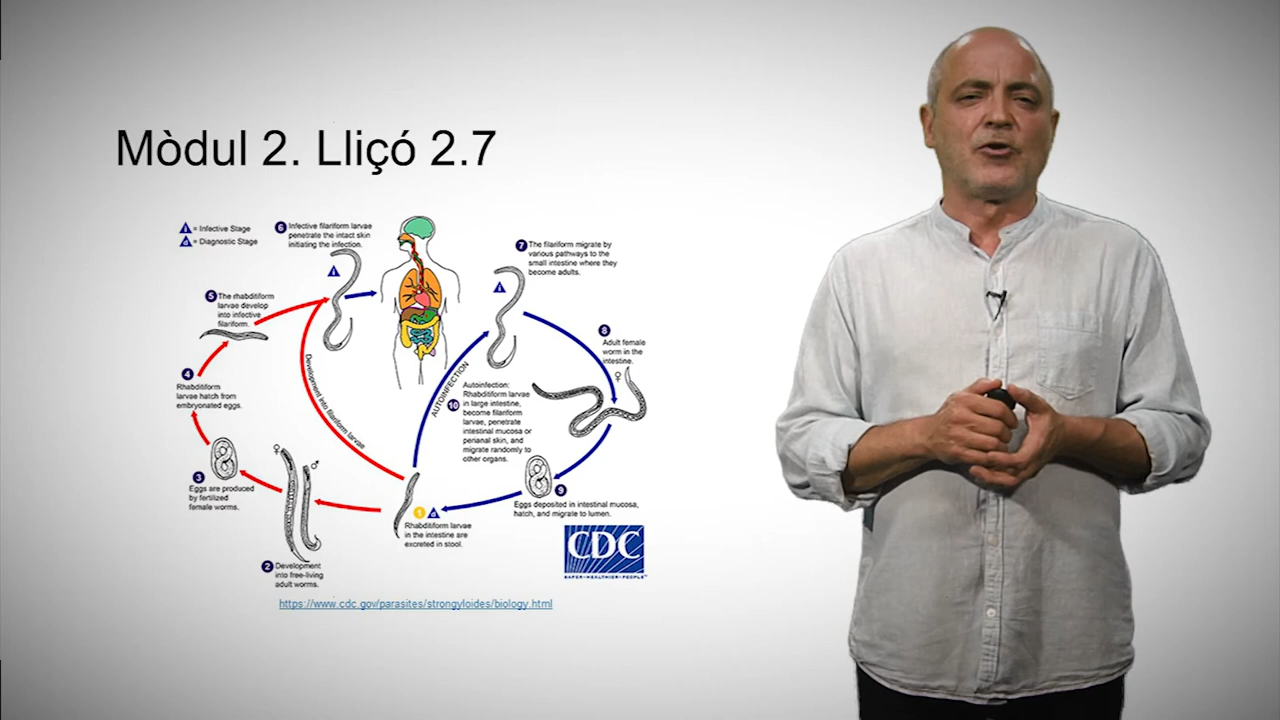 Mòdul 2. Lliçó 2.7
i = Infective Stage
d = Diagnostic Stage
6 Infective filariform larvae
penetrate the intact skin
initiating the infection.
i
7 The filariform migrate by
various pathways to the
small intestine where they
become adults.
i
5 The rhabditiform
larvae develop
into infective
filariform.
8
Adult female
worm in the
intestine.
♀
4
Rhabditiform
larvae hatch from
embryonated eggs.
Development into filariform larvae
AUTOINFECTION
10
Autoinfection:
Rhabditiform larvae
in large intestine,
become filariform
larvae, penetrate
intestinal mucosa or
perianal skin, and
migrate randomly to
other organs.
♀
♂
3
Eggs are produced
by fertilized
female worms.
9
Eggs deposited in intestinal mucosa,
hatch, and migrate to lumen.
1 d
Rhabditiform larvae
in the intestine are
excreted in stool.
2 Development
into free-living
adult worms.
CDC
SAFER•HEALTHIER•PEOPLE™
https://www.cdc.gov/parasites/strongyloides/biology.html